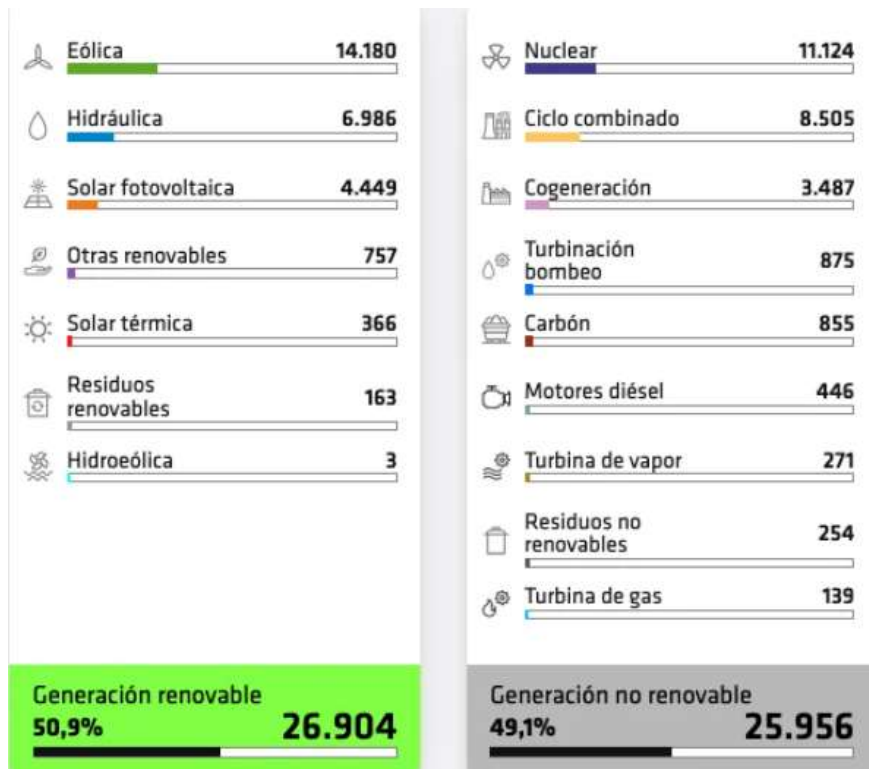 Eólica 14.180
Hidráulica 6.986
Solar fotovoltaica 4.449
Otras renovables 757
Solar térmica 366
Residuos
renovables 163
Hidroeólica 3
Generación renovable
50,9% 26.904
Nuclear 11.124
Ciclo combinado 8.505
Cogeneración 3.487
Turbinación
bombeo 875
Carbón 855
Motores diésel 446
Turbina de vapor 271
Residuos no
renovables 254
Turbina de gas 139
Generación no renovable
49,1% 25.956